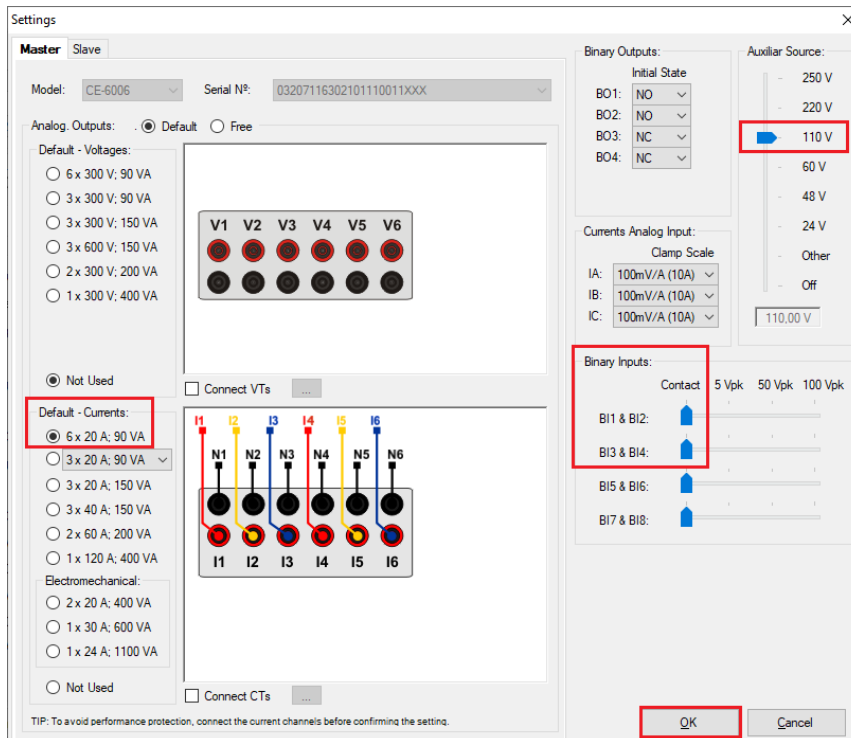 Settings
Master Slave
Model: CE-6006 Serial Nº: 03207116302101110011XXX
Analog. Outputs: . Default Free
Default - Voltages:
6 x 300 V; 90 VA
3 x 300 V; 90 VA
3 x 300 V; 150 VA
3 x 600 V; 150 VA
2 x 300 V; 200 VA
1 x 300 V; 400 VA
Not Used
V1 V2 V3 V4 V5 V6
Connect VTs ...
Default - Currents:
6 x 20 A; 90 VA
3 x 20 A; 90 VA
3 x 20 A; 150 VA
3 x 40 A; 150 VA
2 x 60 A; 200 VA
1 x 120 A; 400 VA
Electromechanical:
2 x 20 A; 400 VA
1 x 30 A; 600 VA
1 x 24 A; 1100 VA
Not Used
I1 I2 I3 I4 I5 I6
N1 N2 N3 N4 N5 N6
I1 I2 I3 I4 I5 I6
Connect CTs ...
TIP: To avoid performance protection, connect the current channels before confirming the setting.
Binary Outputs:
Initial State
BO1: NO
BO2: NO
BO3: NC
BO4: NC
Currents Analog Input:
Clamp Scale
IA: 100mV/A (10A)
IB: 100mV/A (10A)
IC: 100mV/A (10A)
Auxiliar Source:
250 V
220 V
110 V
60 V
48 V
24 V
Other
Off
110,00 V
Binary Inputs:
Contact 5 Vpk 50 Vpk 100 Vpk
BI1 & BI2:
BI3 & BI4:
BI5 & BI6:
BI7 & BI8:
OK Cancel